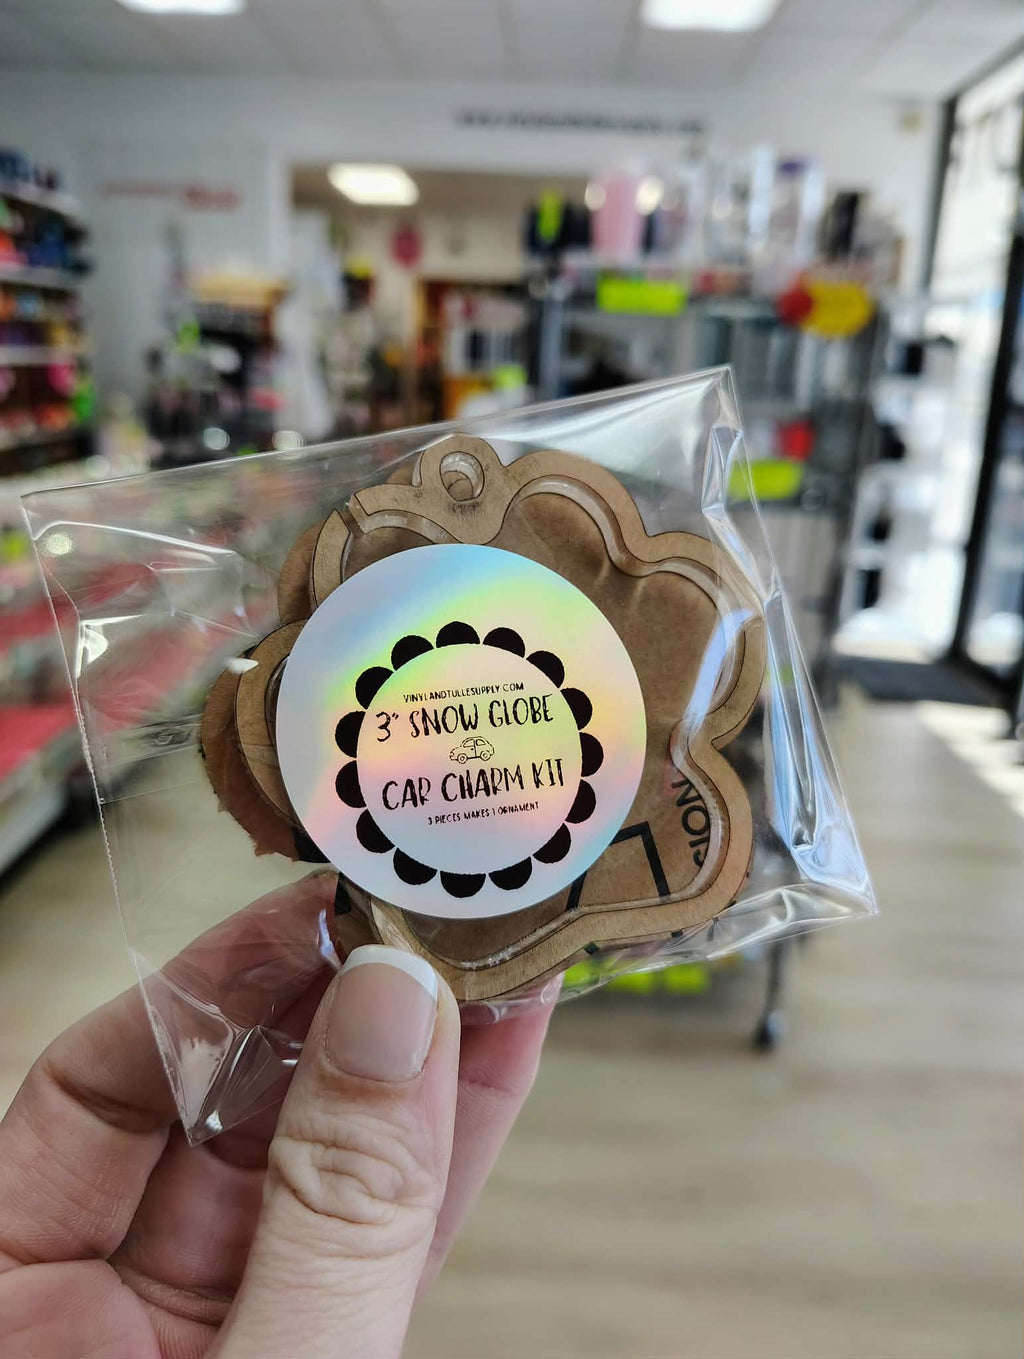 VINYLANDTULLESUPPLY.COM
3" SNOW GLOBE
CAR CHARM KIT
3 PIECES MAKES 1 ORNAMENT